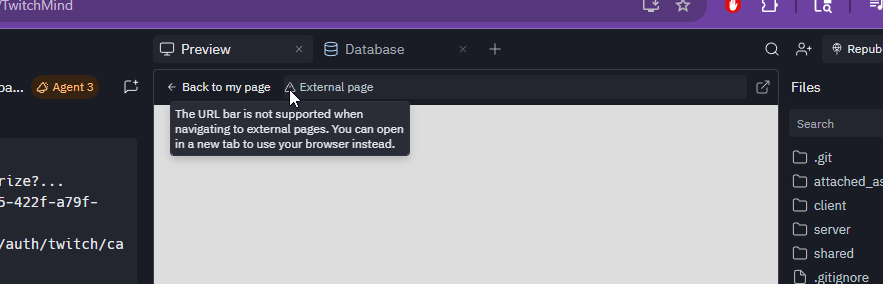 /TwitchMind
Preview
Database
Repub
Agent 3
Back to my page
External page
The URL bar is not supported when
navigating to external pages. You can open
in a new tab to use your browser instead.
rize?...
5-422f-a79f-
/auth/twitch/ca
Files
Search
.git
attached_as
client
server
shared
.gitignore